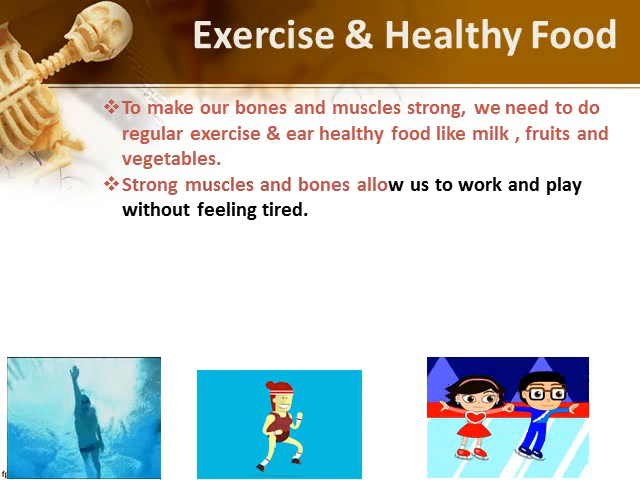 Exercise & Healthy Food
❖To make our bones and muscles strong, we need to do
regular exercise & ear healthy food like milk , fruits and
vegetables.
❖Strong muscles and bones allow us to work and play
without feeling tired.
fp